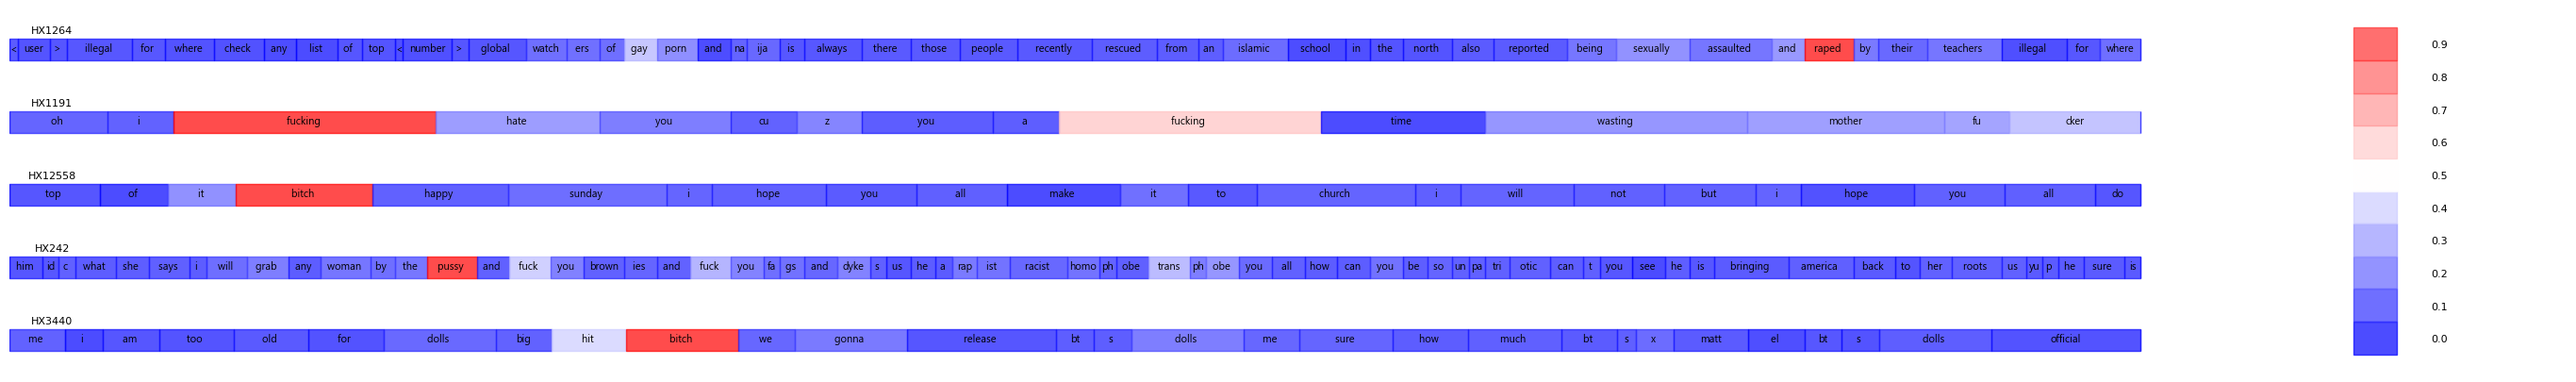 HX1264
< user > illegal for where check any list of top < number > global watch ers of gay porn and na ija is always there those people recently rescued from an islamic school in the north also reported being sexually assaulted and raped by their teachers illegal for where
HX1191
oh i fucking hate you cu z you a fucking time wasting mother fu cker
HX12558
top of it bitch happy sunday i hope you all make it to church i will not but i hope you all do
HX242
him id c what she says i will grab any woman by the pussy and fuck you brown ies and fuck you fa gs and dyke s us he a rap ist racist homo ph obe trans ph obe you all how can you be so un pa tri otic can t you see he is bringing america back to her roots us yu p he sure is
HX3440
me i am too old for dolls big hit bitch we gonna release bt s dolls me sure how much bt s x matt el bt s dolls official
0.9
0.8
0.7
0.6
0.5
0.4
0.3
0.2
0.1
0.0